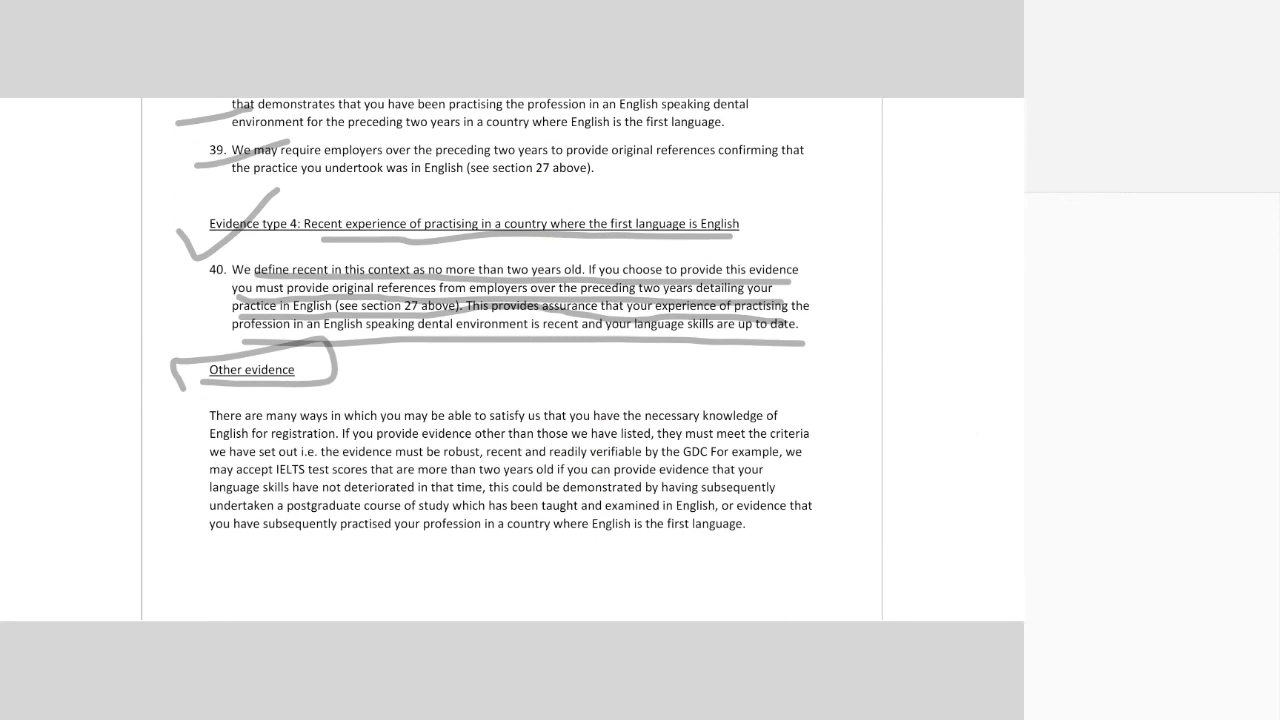 that demonstrates that you have been practising the profession in an English speaking dental
environment for the preceding two years in a country where English is the first language.
39. We may require employers over the preceding two years to provide original references confirming that
the practice you undertook was in English (see section 27 above).
Evidence type 4: Recent experience of practising in a country where the first language is English
40. We define recent in this context as no more than two years old. If you choose to provide this evidence
you must provide original references from employers over the preceding two years detailing your
practice in English (see section 27 above). This provides assurance that your experience of practising the
profession in an English speaking dental environment is recent and your language skills are up to date.
Other evidence
There are many ways in which you may be able to satisfy us that you have the necessary knowledge of
English for registration. If you provide evidence other than those we have listed, they must meet the criteria
we have set out i.e. the evidence must be robust, recent and readily verifiable by the GDC For example, we
may accept IELTS test scores that are more than two years old if you can provide evidence that your
language skills have not deteriorated in that time, this could be demonstrated by having subsequently
undertaken a postgraduate course of study which has been taught and examined in English, or evidence that
you have subsequently practised your profession in a country where English is the first language.